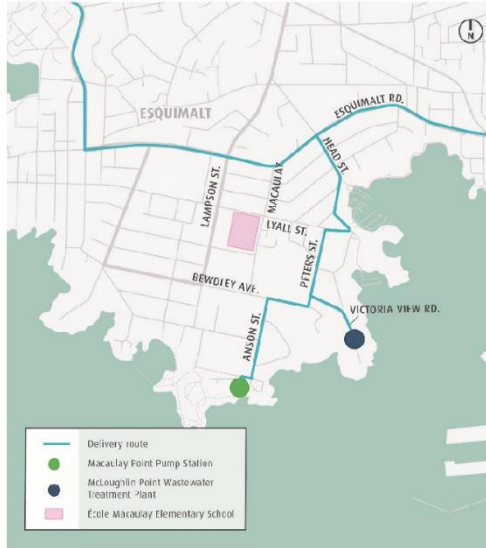 N
ESQUIMALT
ESQUIMALT RD.
HEAD ST.
LAMPSON ST.
MACAULAY
LYALL ST.
PETERS ST.
BEWDLEY AVE.
VICTORIA VIEW RD.
ANSON ST.
Delivery route
Macaulay Point Pump Station
McLoughlin Point Wastewater
Treatment Plant
École Macaulay Elementary School